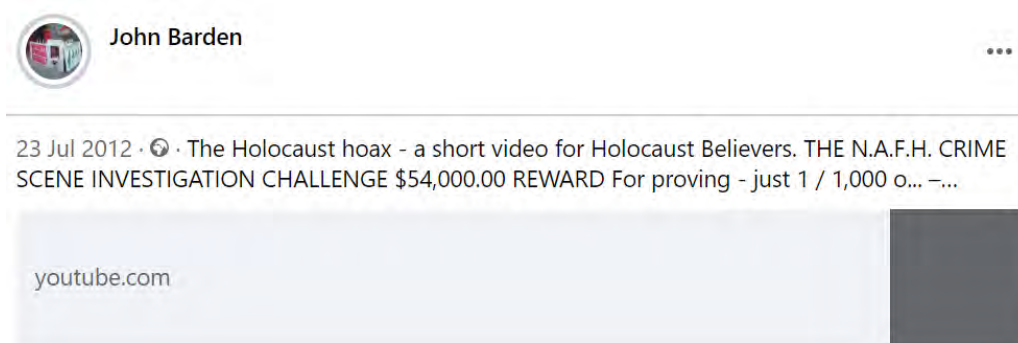 John Barden
23 Jul 2012 · · The Holocaust hoax - a short video for Holocaust Believers. THE N.A.F.H. CRIME
SCENE INVESTIGATION CHALLENGE $54,000.00 REWARD For proving - just 1 / 1,000 o... –...
youtube.com